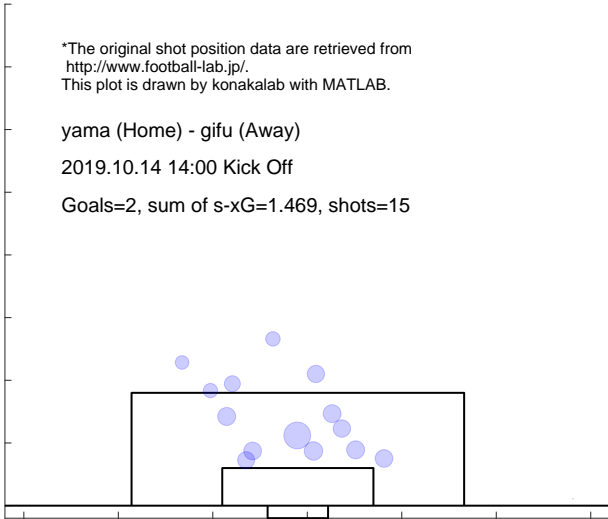 *The original shot position data are retrieved from
http://www.football-lab.jp/.
This plot is drawn by konakalab with MATLAB.
yama (Home) - gifu (Away)
2019.10.14 14:00 Kick Off
Goals=2, sum of s-xG=1.469, shots=15